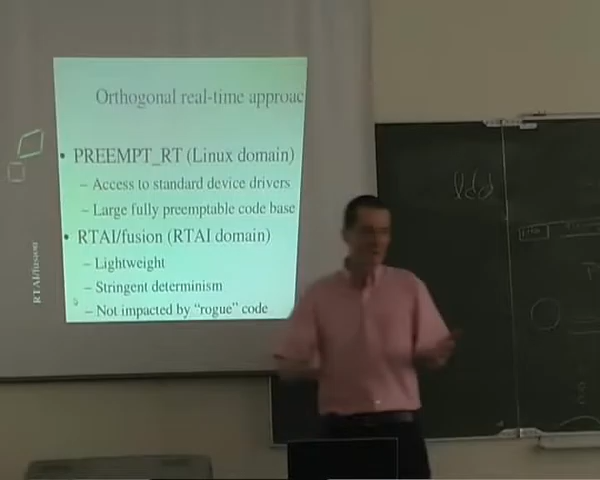 Orthogonal real-time approac
• PREEMPT_RT (Linux domain)
– Access to standard device drivers
– Large fully preemptable code base
• RTAI/fusion (RTAI domain)
– Lightweight
– Stringent determinism
– Not impacted by “rogue” code
RTAI/fusion
ldd